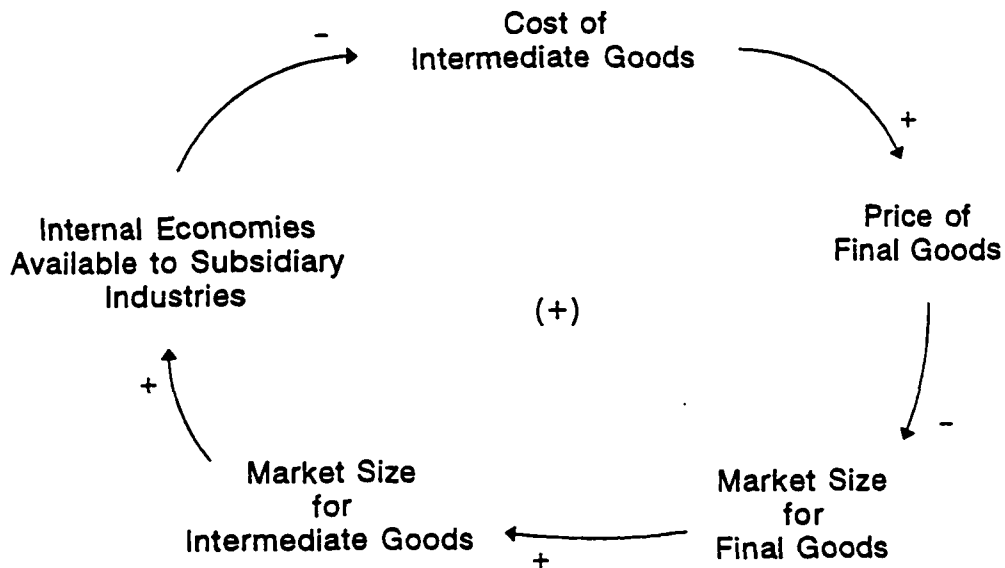 Cost of
Intermediate Goods
-
+
Price of
Final Goods
-
Market Size
for
Final Goods
+
Market Size
for
Intermediate Goods
+
Internal Economies
Available to Subsidiary
Industries
(+)